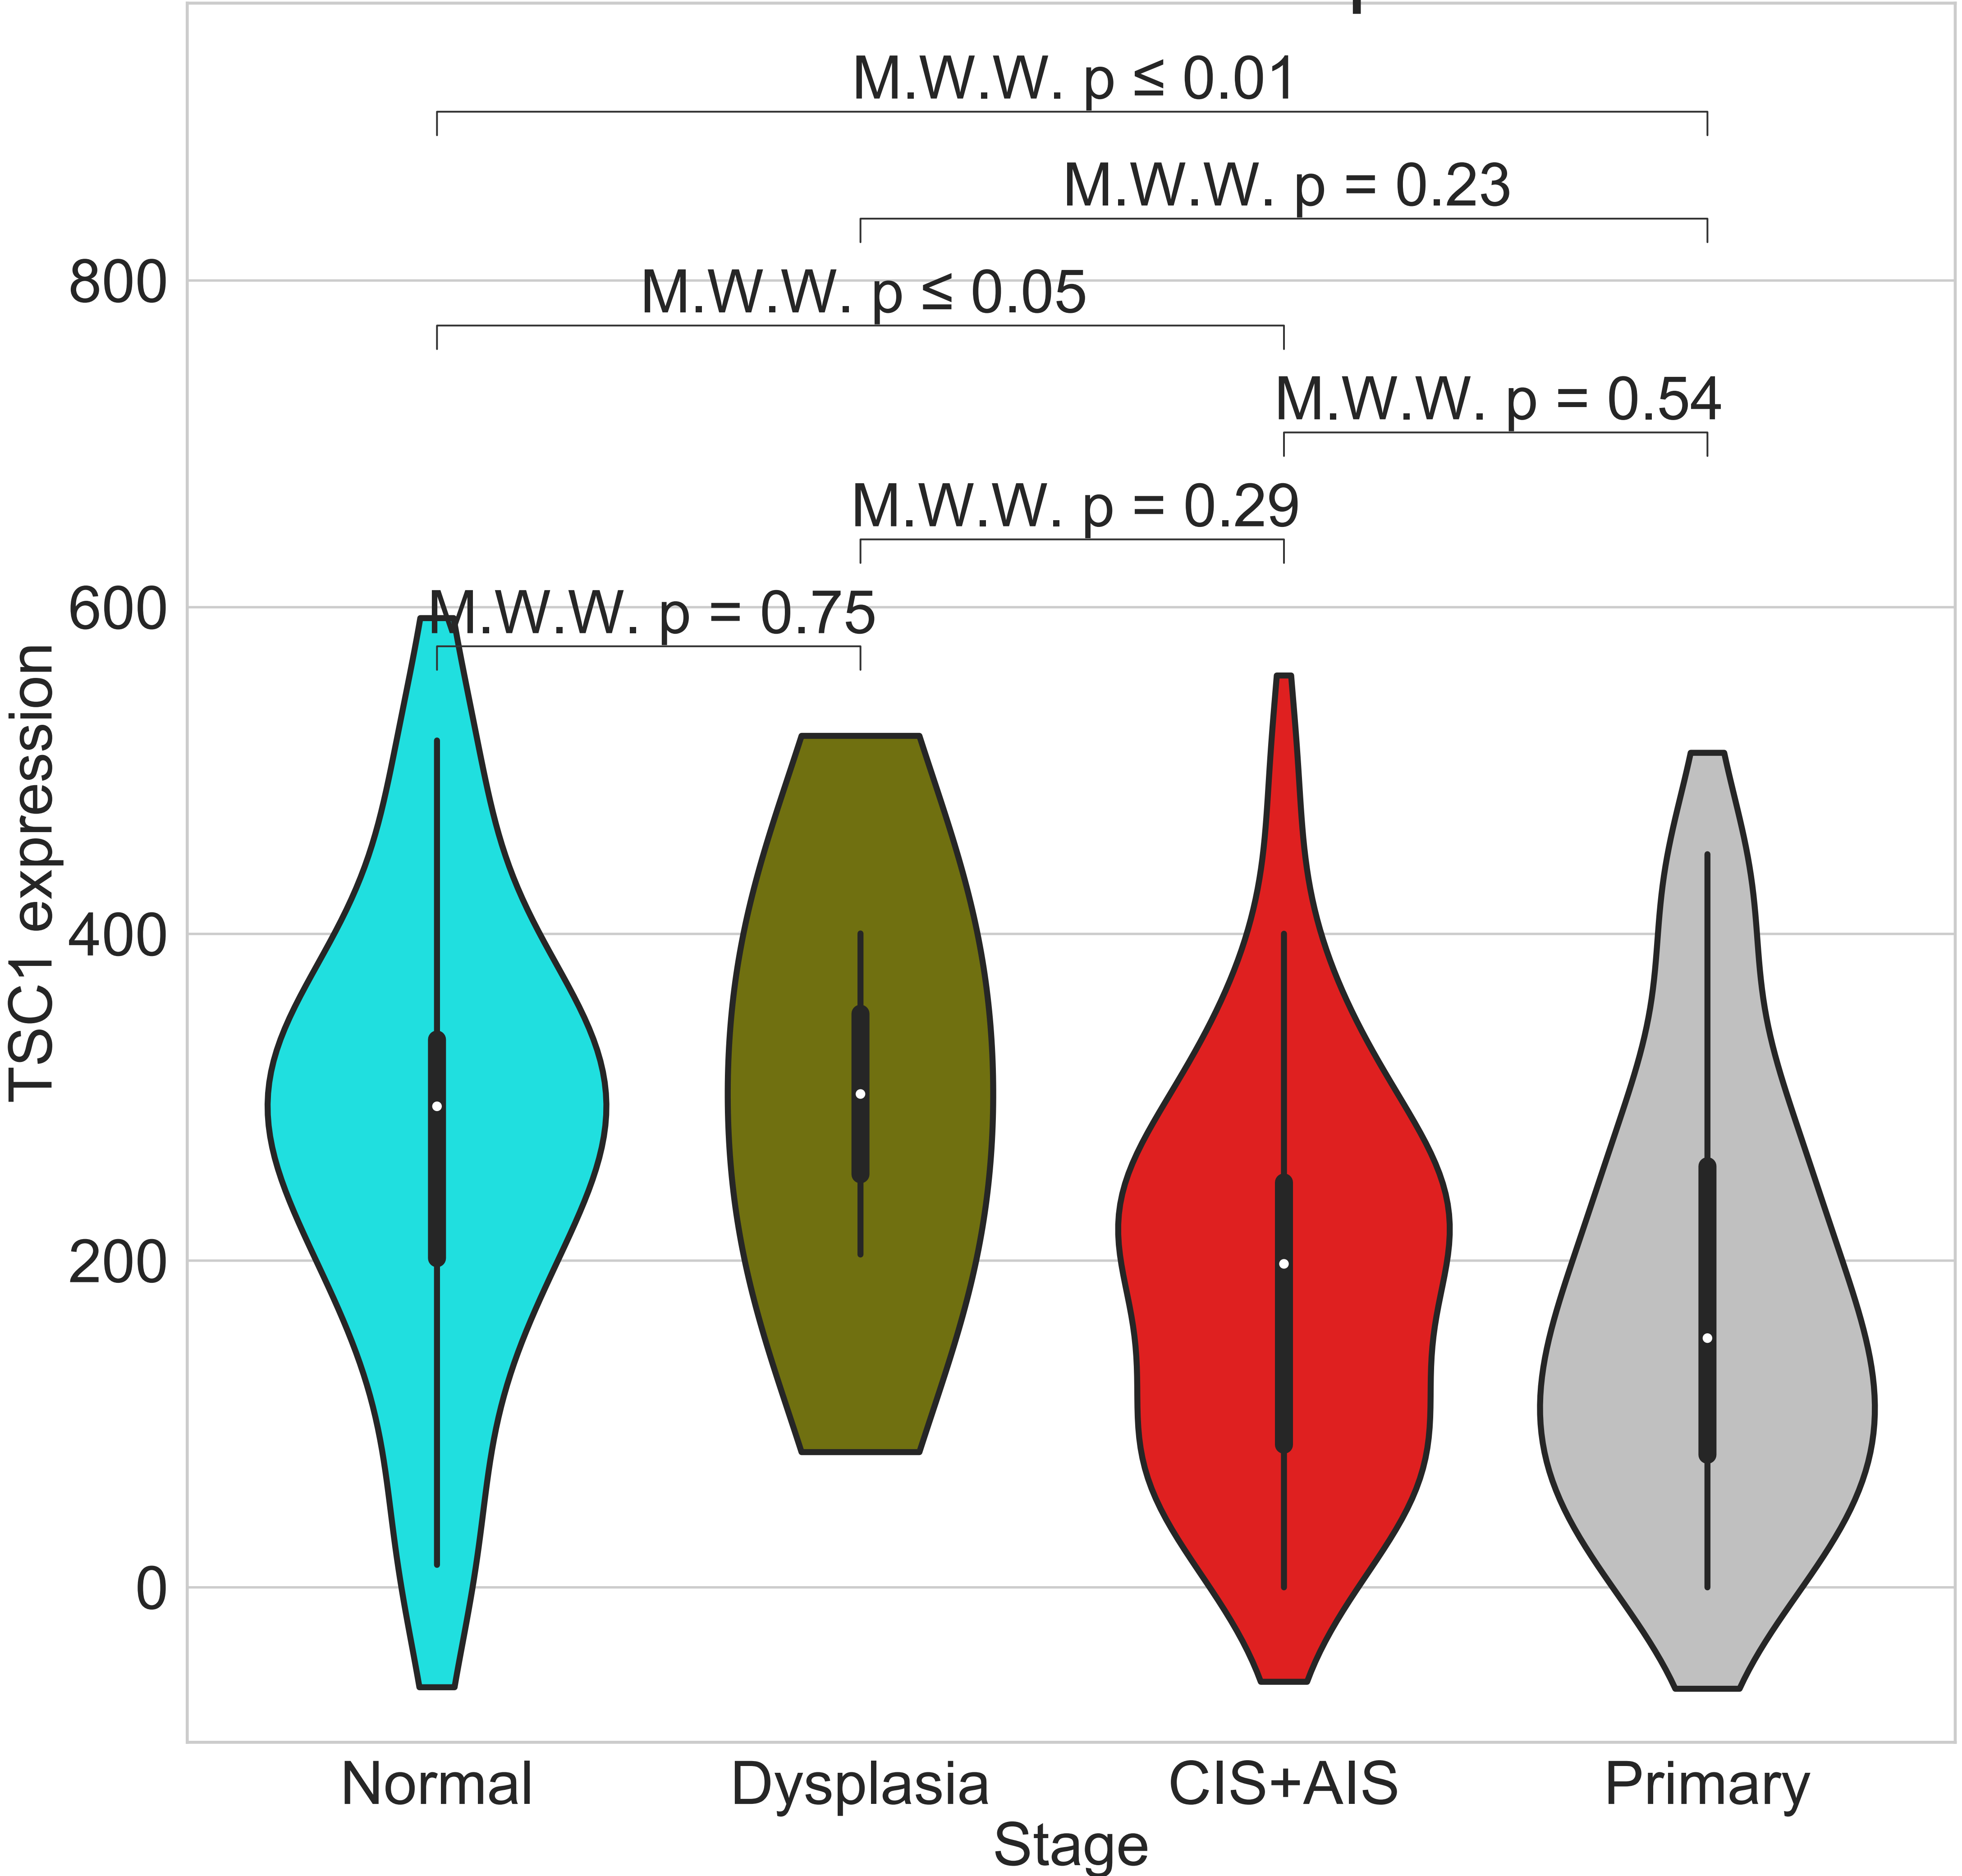 M.W.W. p ≤ 0.01
M.W.W. p = 0.23
800
M.W.W. p ≤ 0.05
M.W.W. p = 0.54
M.W.W. p = 0.29
600
M.W.W. p = 0.75
TSC1 expression
400
200
0
Normal Dysplasia CIS+AIS Primary
Stage